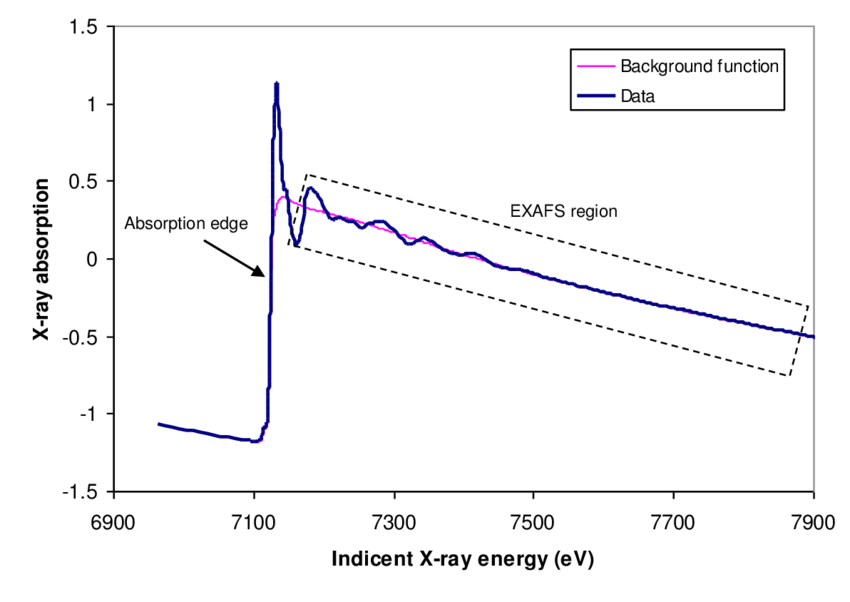 1.5
1
0.5
0
-0.5
-1
-1.5
X-ray absorption
Background function
Data
Absorption edge
EXAFS region
6900 7100 7300 7500 7700 7900
Indicent X-ray energy (eV)